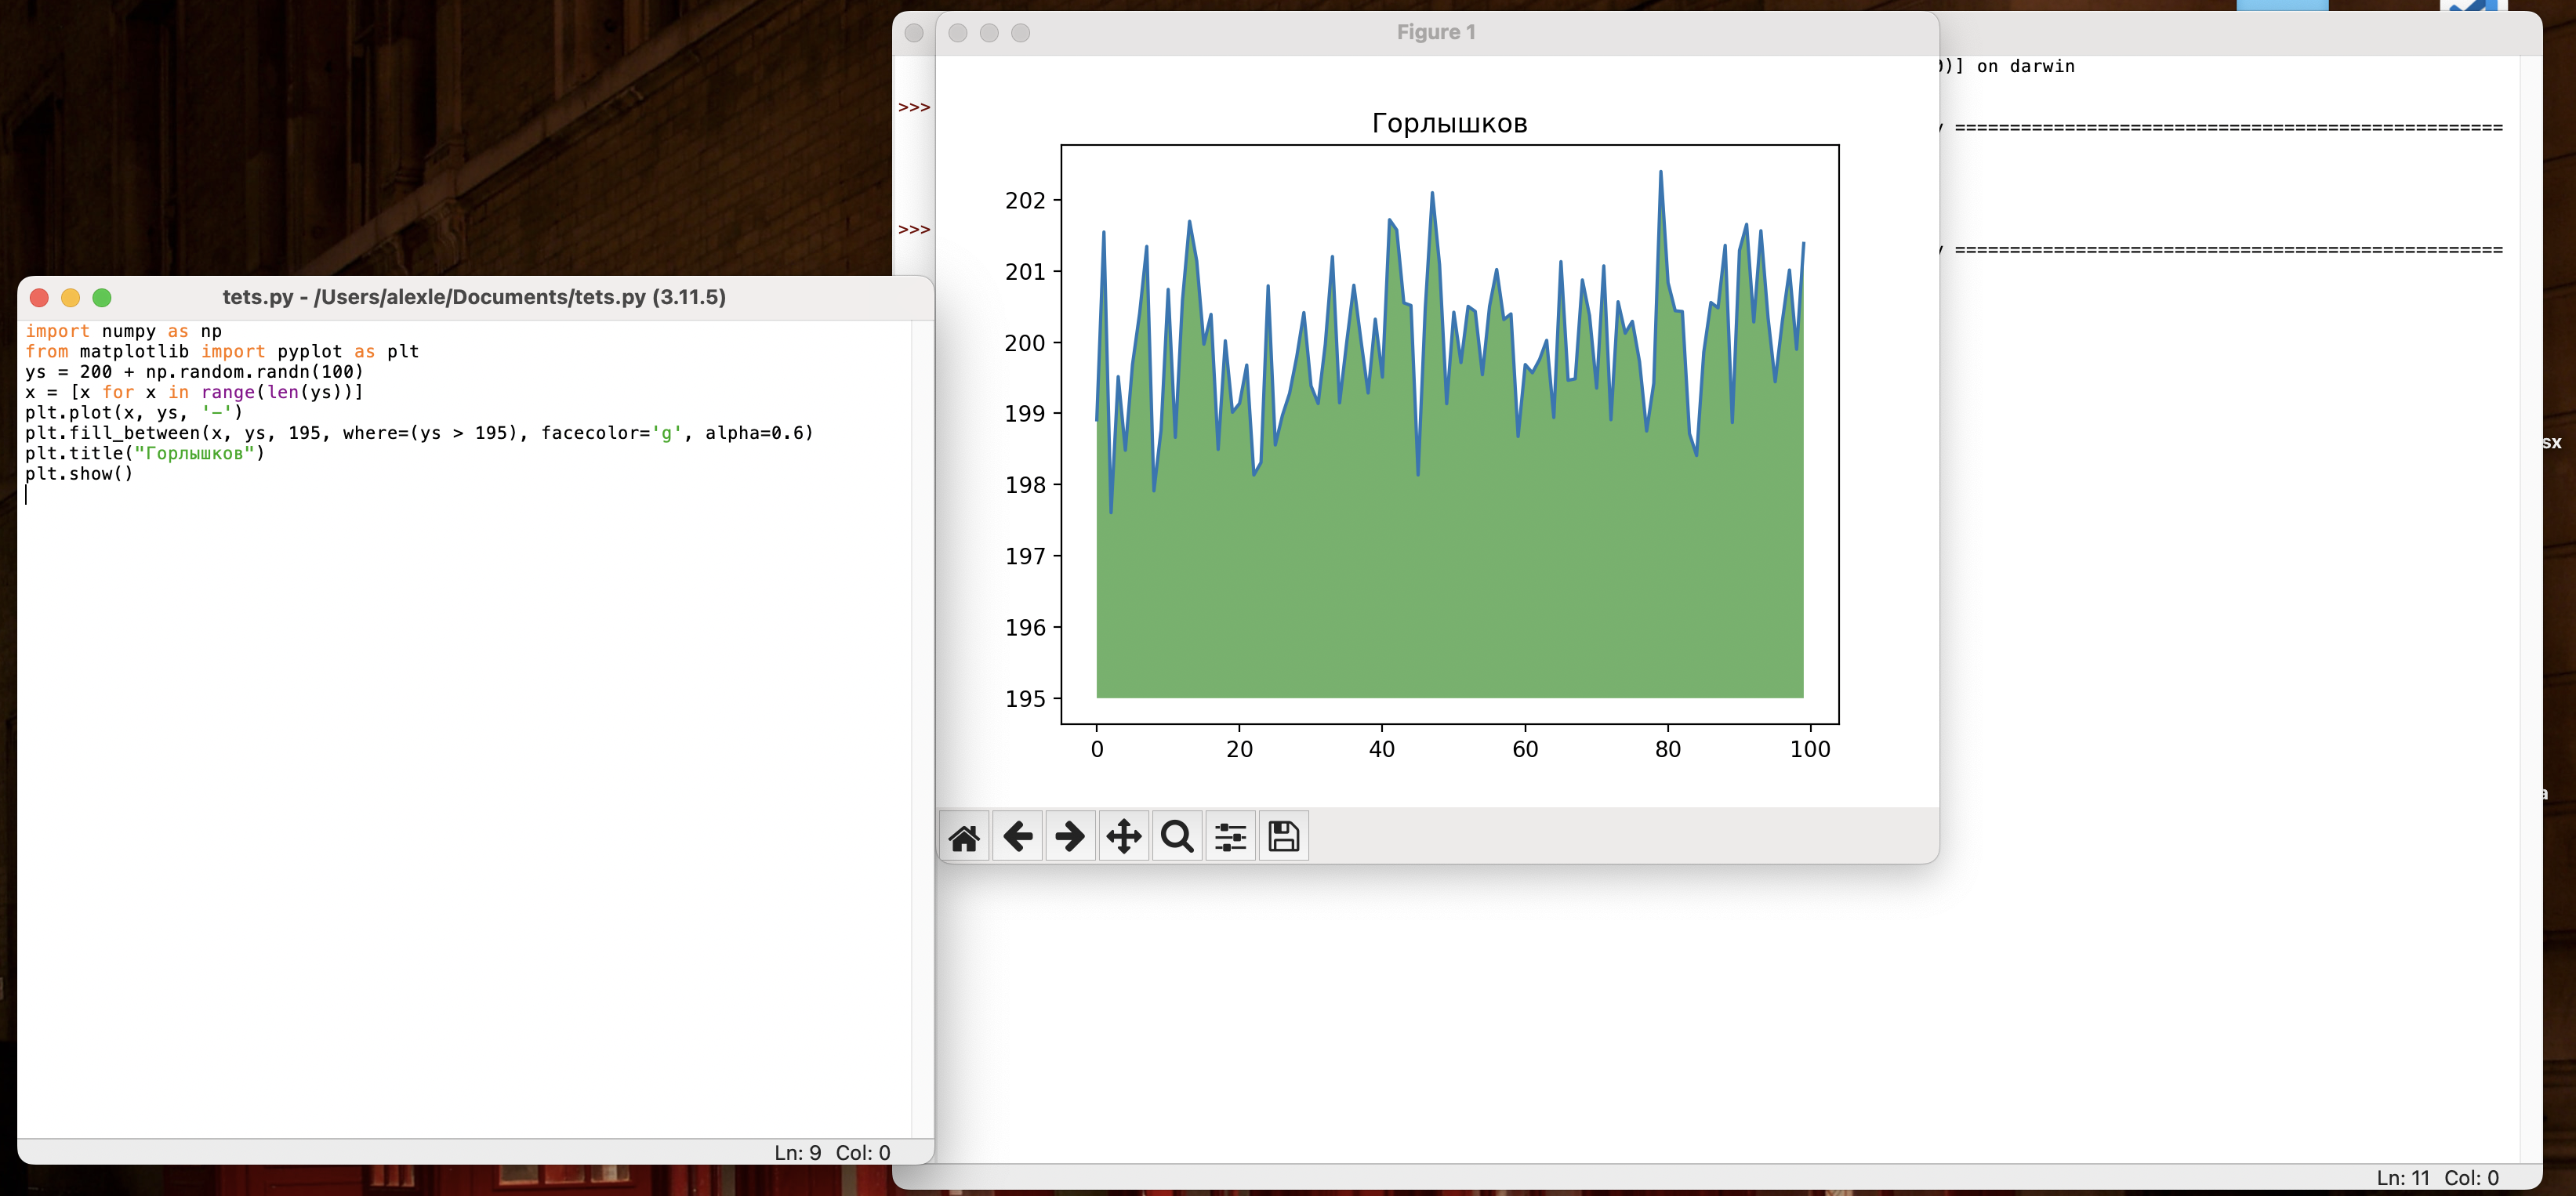 tets.py - /Users/alexle/Documents/tets.py (3.11.5)
import numpy as np
from matplotlib import pyplot as plt
ys = 200 + np.random.randn(100)
x = [x for x in range(len(ys))]
plt.plot(x, ys, '-')
plt.fill_between(x, ys, 195, where=(ys > 195), facecolor='g', alpha=0.6)
plt.title("Горлышков")
plt.show()
Ln: 9 Col: 0
Figure 1
Горлышков
202
201
200
199
198
197
196
195
0 20 40 60 80 100
)] on darwin
>>>
==================================================
>>>
==================================================
sx
a
Ln: 11 Col: 0